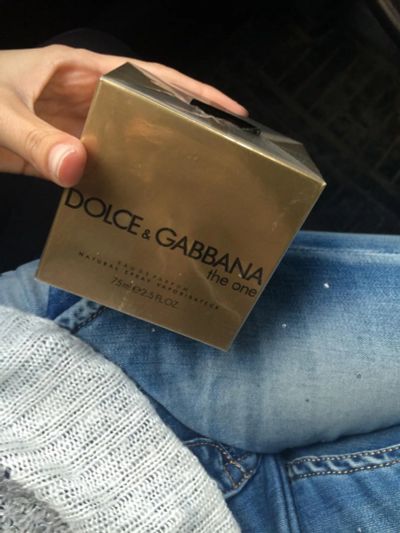 DOLCE & GABBANA
the one
EAU DE PARFUM
NATURAL SPRAY VAPORISATEUR
75ml ℮ 2.5 FL.OZ.